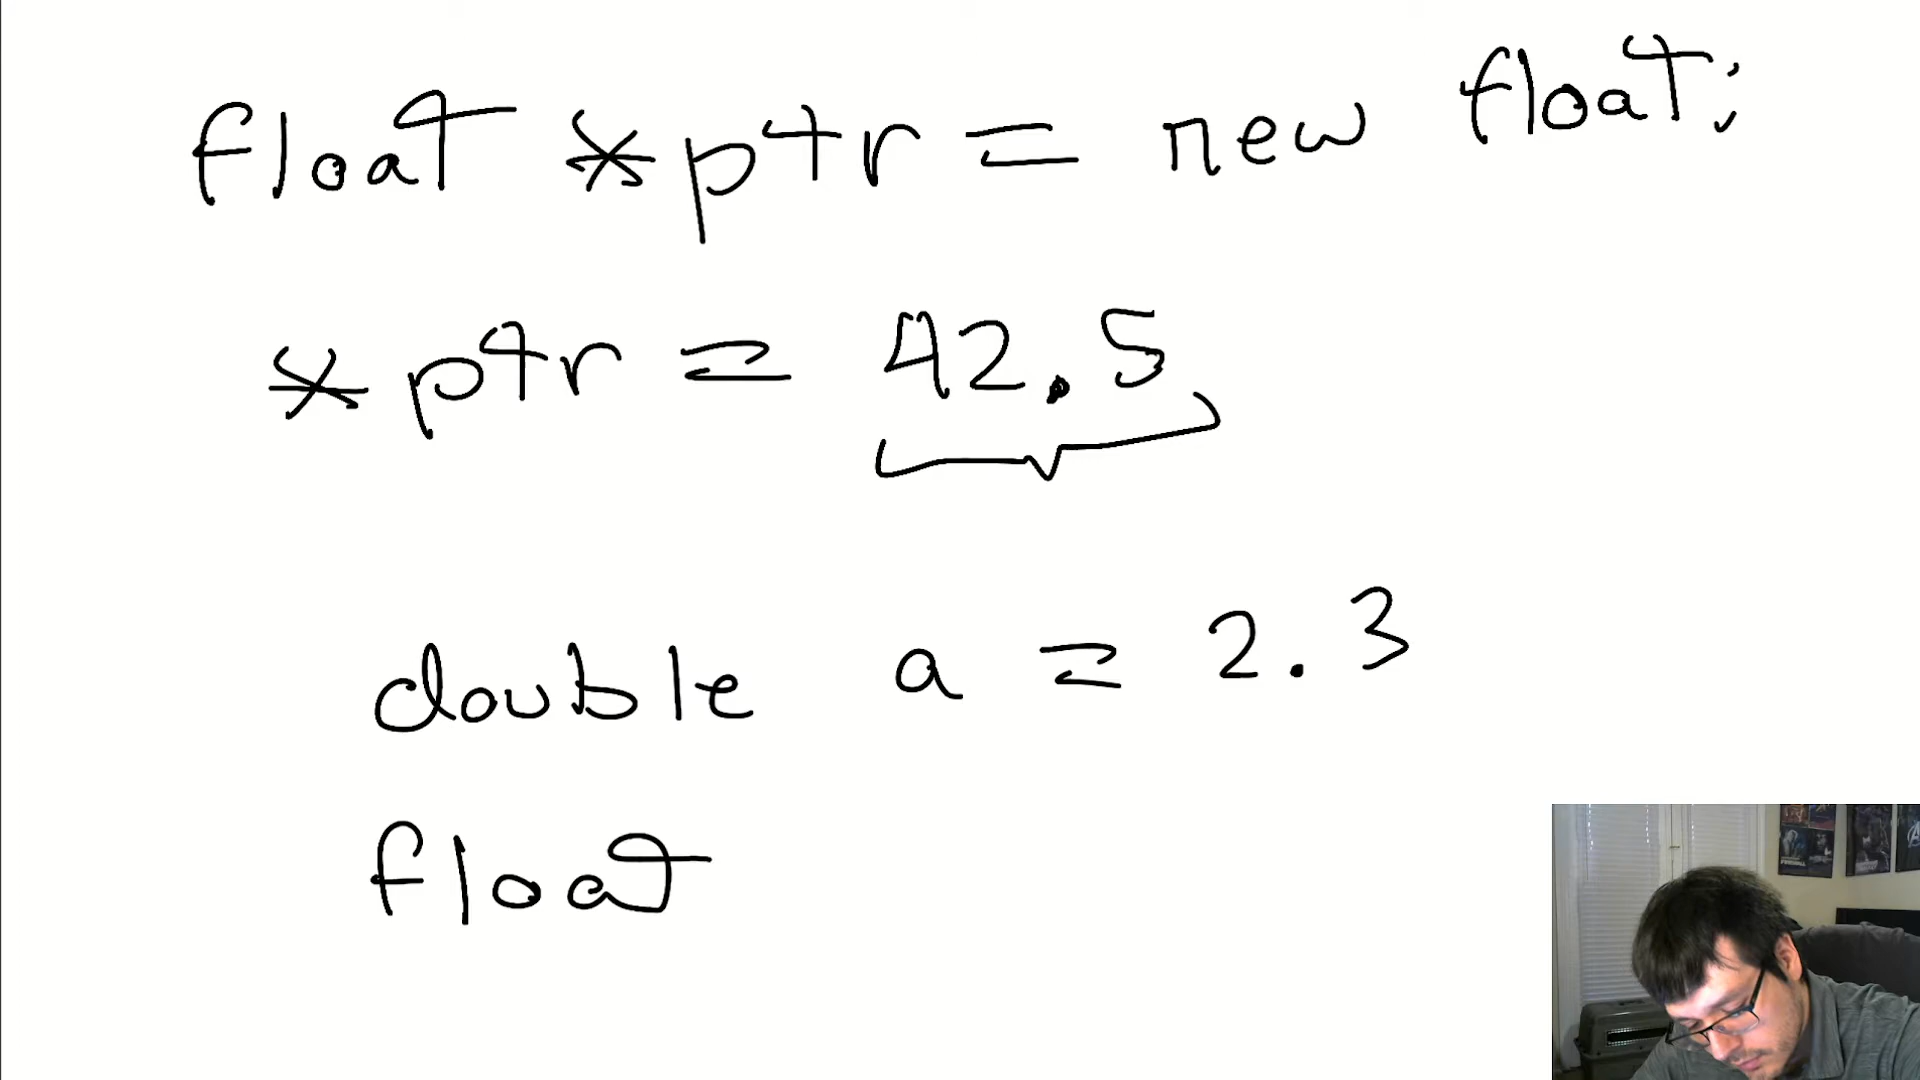 float *ptr = new float;
*ptr = 42.5
double a = 2.3
float